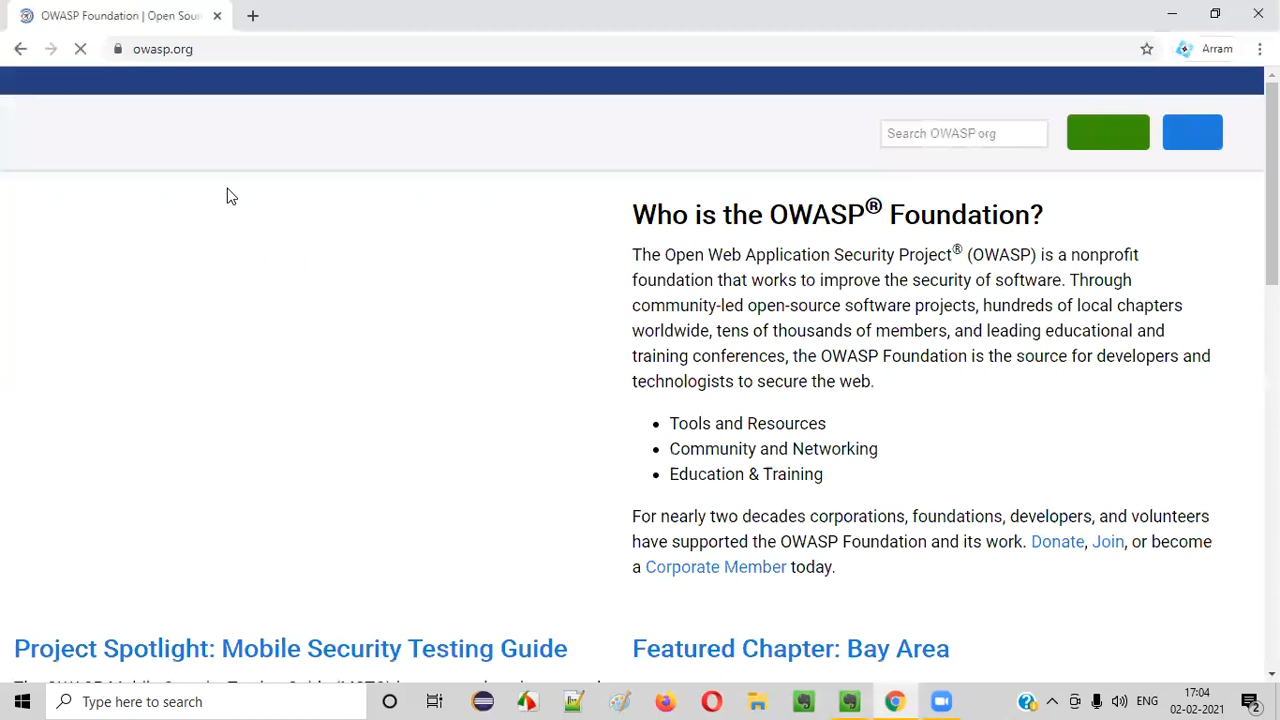 OWASP Foundation | Open Sour
owasp.org
Arram
Search OWASP.org
Who is the OWASP® Foundation?
The Open Web Application Security Project® (OWASP) is a nonprofit
foundation that works to improve the security of software. Through
community-led open-source software projects, hundreds of local chapters
worldwide, tens of thousands of members, and leading educational and
training conferences, the OWASP Foundation is the source for developers and
technologists to secure the web.
Tools and Resources
Community and Networking
Education & Training
For nearly two decades corporations, foundations, developers, and volunteers
have supported the OWASP Foundation and its work. Donate, Join, or become
a Corporate Member today.
Project Spotlight: Mobile Security Testing Guide
Featured Chapter: Bay Area
Type here to search
ENG
17:04
02-02-2021
2